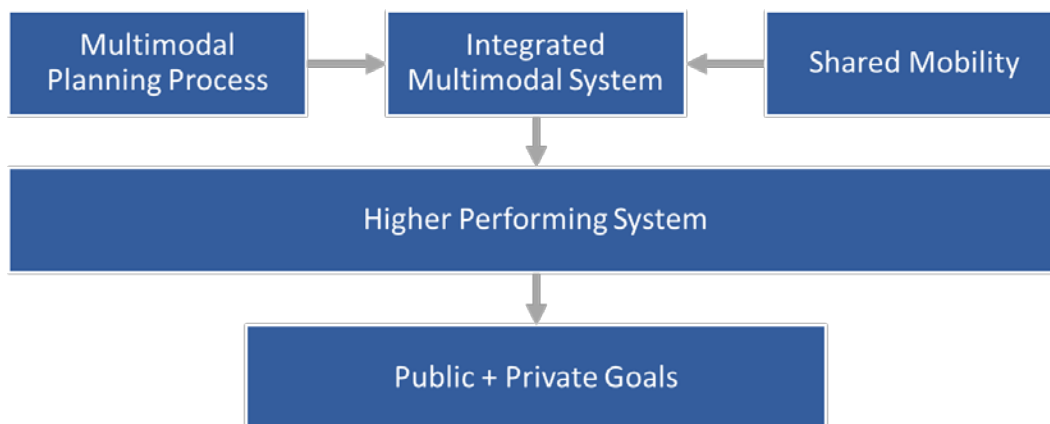 Multimodal
Planning Process
Integrated
Multimodal System
Shared Mobility
Higher Performing System
Public + Private Goals